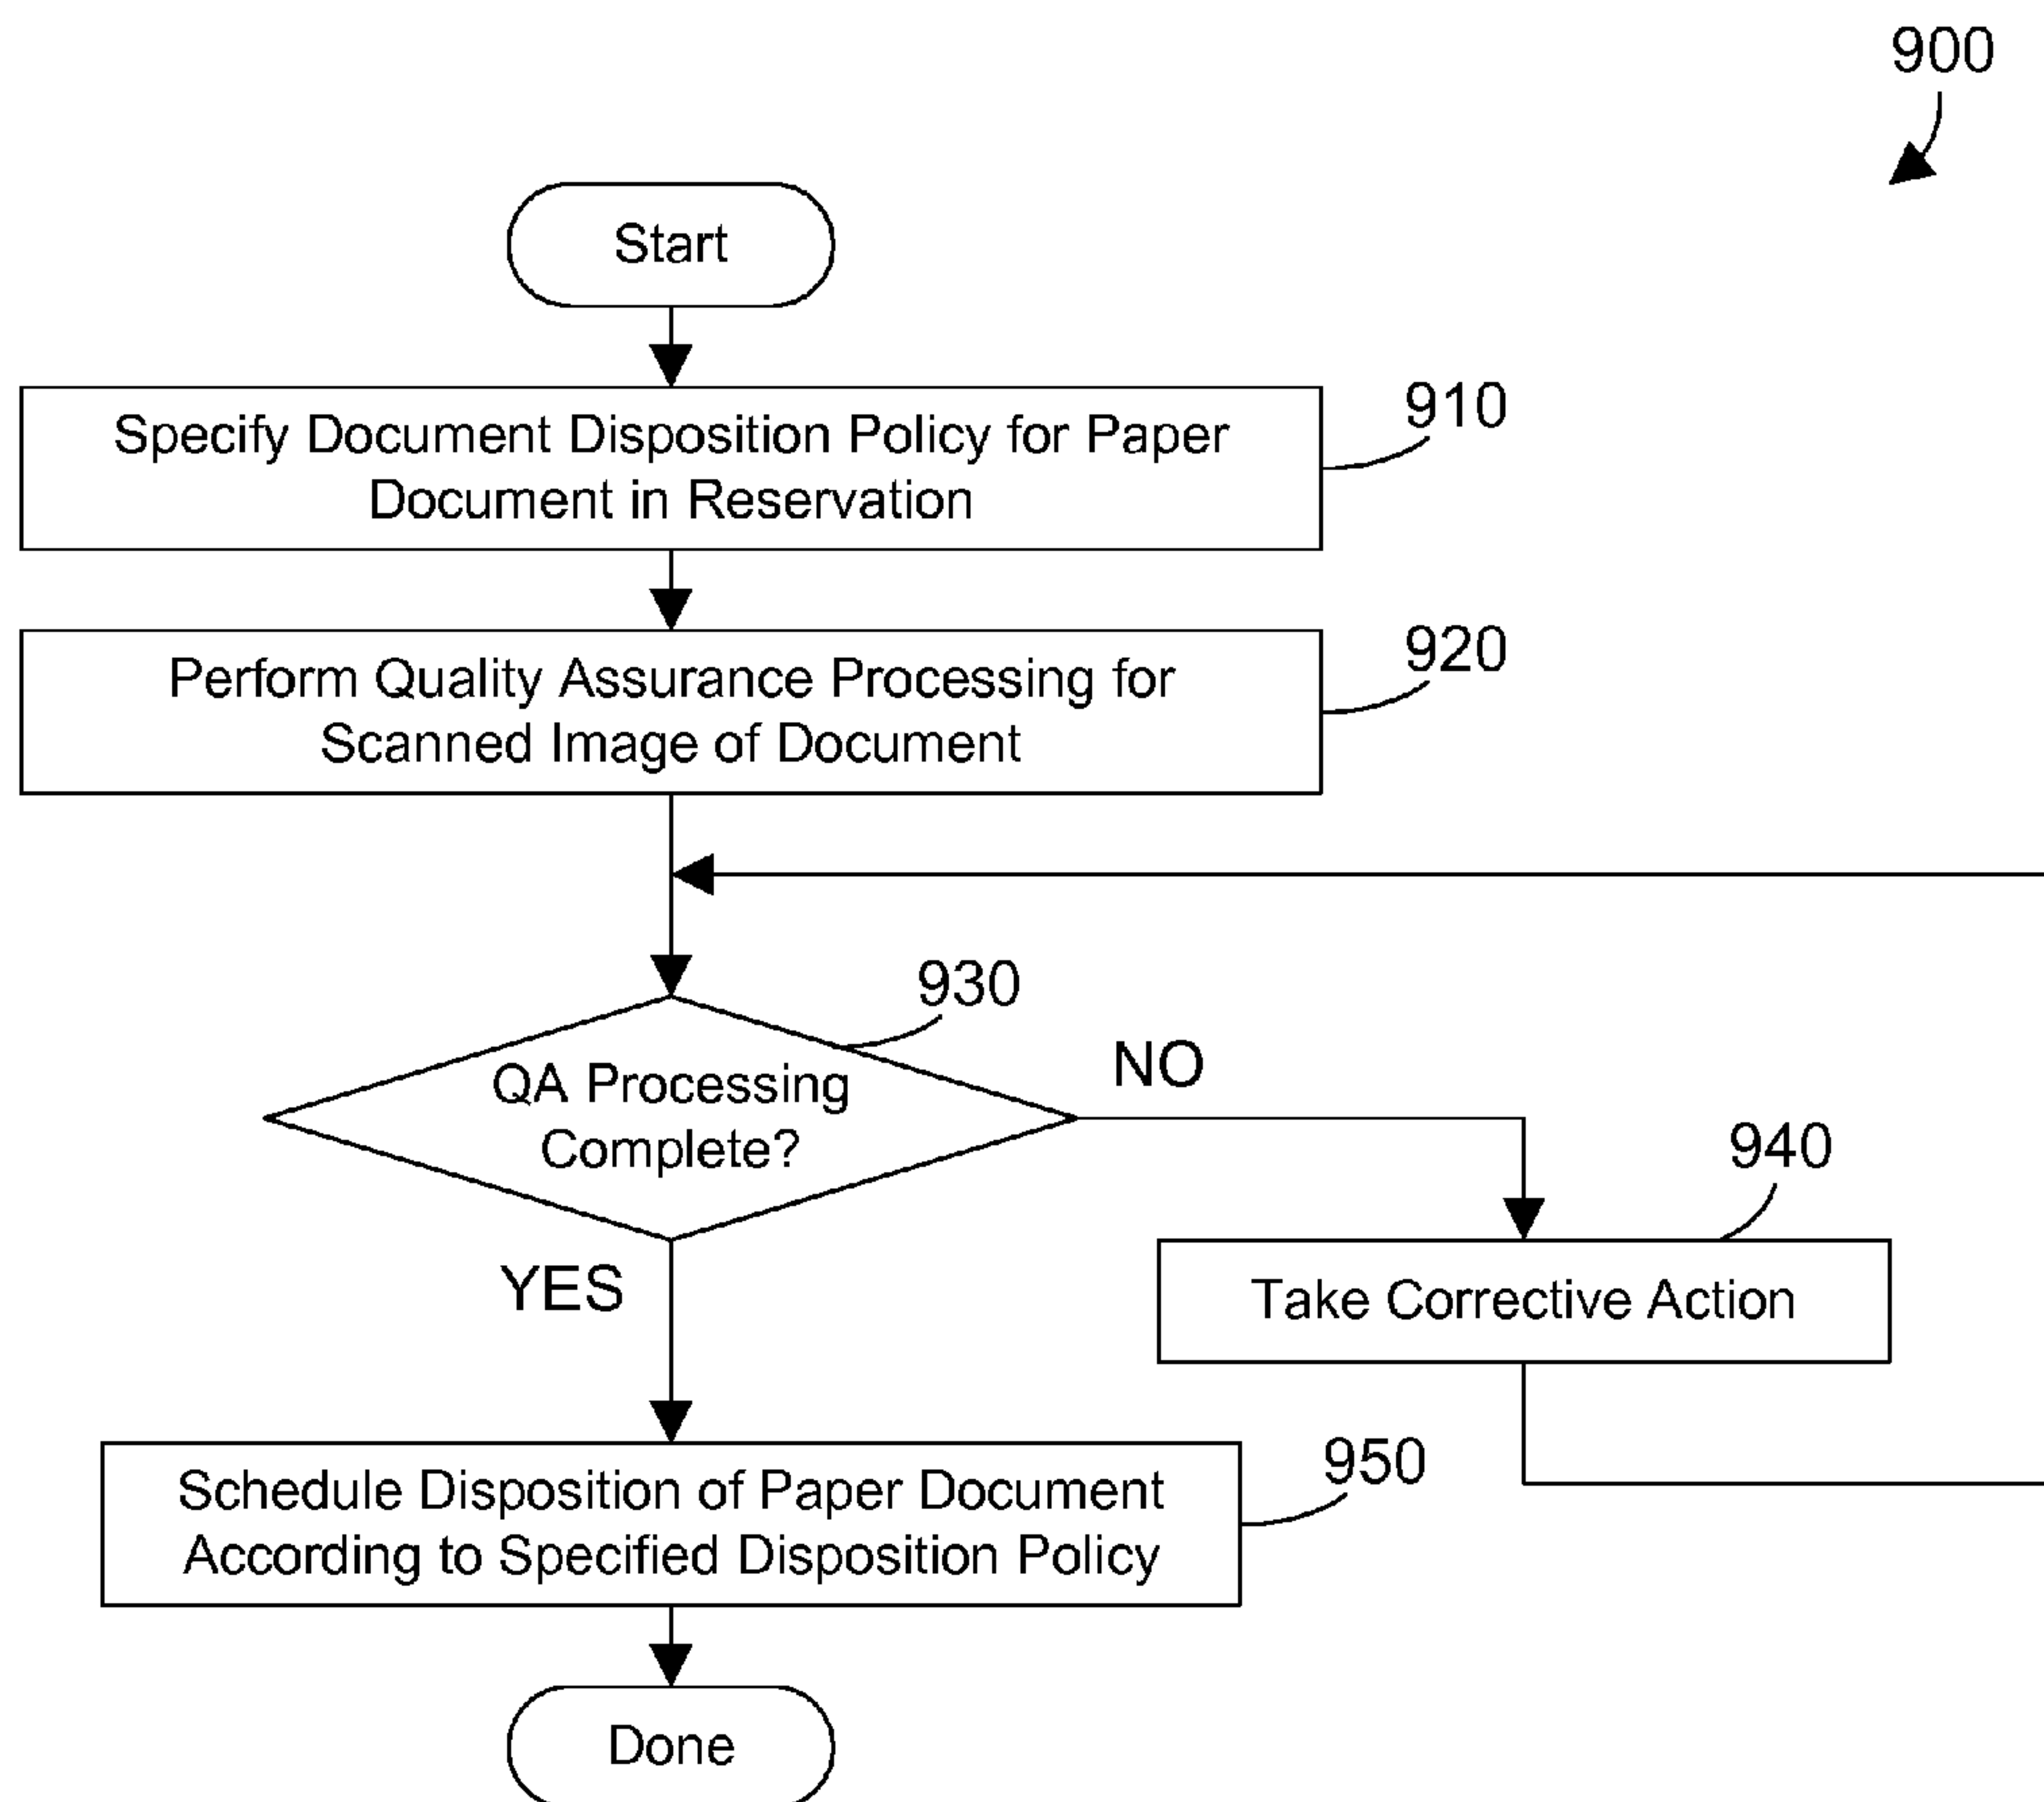 900
Start
Specify Document Disposition Policy for Paper
Document in Reservation
910
Perform Quality Assurance Processing for
Scanned Image of Document
920
930
QA Processing
Complete?
NO
940
YES
Take Corrective Action
Schedule Disposition of Paper Document
According to Specified Disposition Policy
950
Done